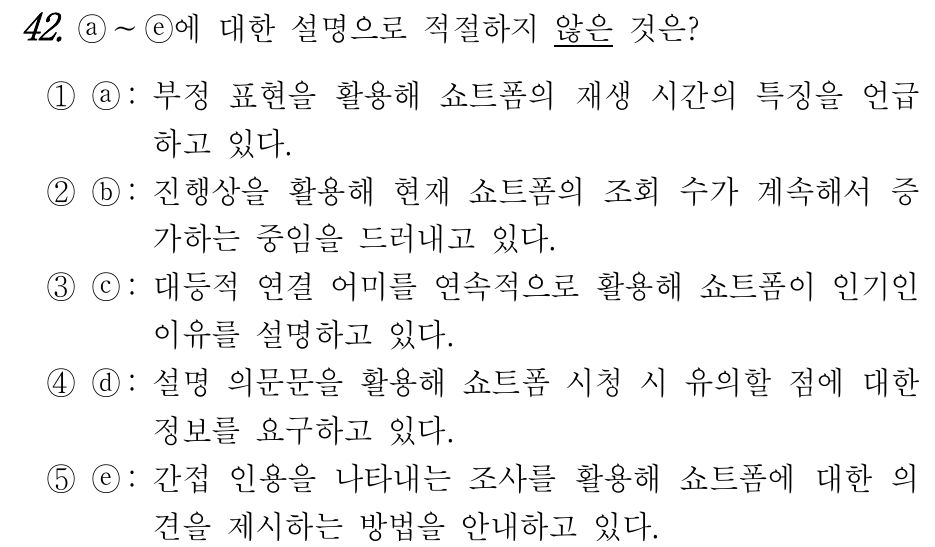 42. ⓐ ~ ⓔ에 대한 설명으로 적절하지 않은 것은?
① ⓐ: 부정 표현을 활용해 쇼트폼의 재생 시간의 특징을 언급
하고 있다.
② ⓑ: 진행상을 활용해 현재 쇼트폼의 조회 수가 계속해서 증
가하는 중임을 드러내고 있다.
③ ⓒ: 대등적 연결 어미를 연속적으로 활용해 쇼트폼이 인기인
이유를 설명하고 있다.
④ ⓓ: 설명 의문문을 활용해 쇼트폼 시청 시 유의할 점에 대한
정보를 요구하고 있다.
⑤ ⓔ: 간접 인용을 나타내는 조사를 활용해 쇼트폼에 대한 의
견을 제시하는 방법을 안내하고 있다.